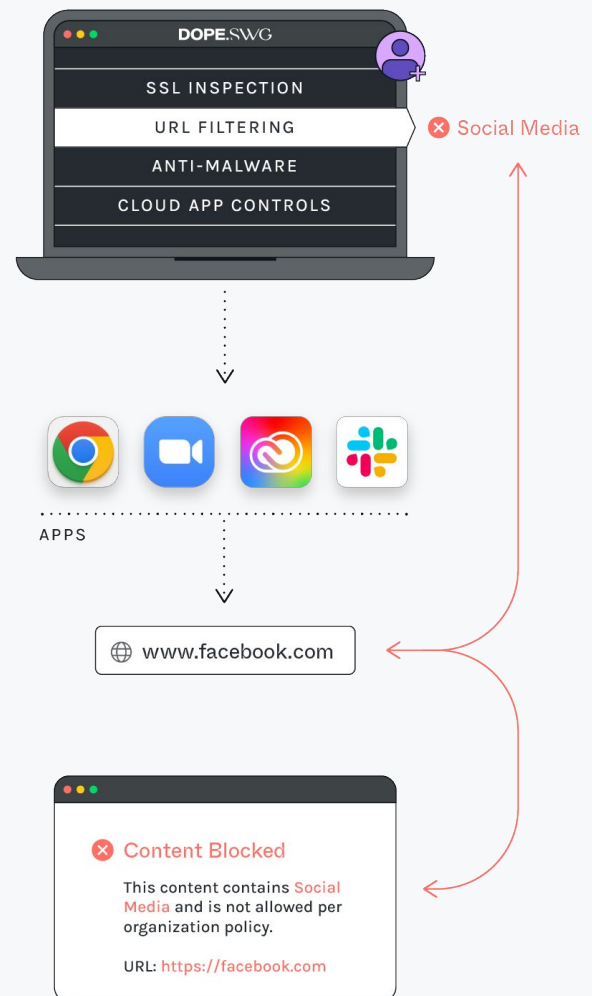 DOPE.SWG
SSL INSPECTION
URL FILTERING
Social Media
ANTI-MALWARE
CLOUD APP CONTROLS
APPS
www.facebook.com
Content Blocked
This content contains Social
Media and is not allowed per
organization policy.
URL: https://facebook.com